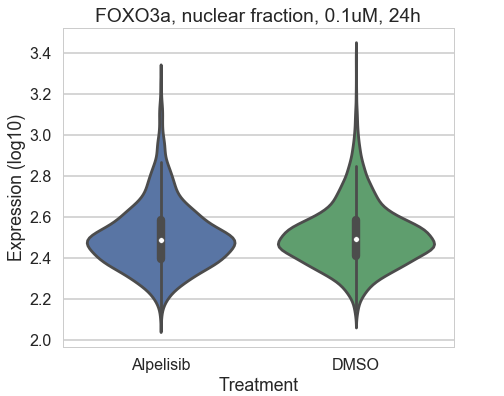 FOXO3a, nuclear fraction, 0.1uM, 24h
Expression (log10)
3.4
3.2
3.0
2.8
2.6
2.4
2.2
2.0
Alpelisib
DMSO
Treatment